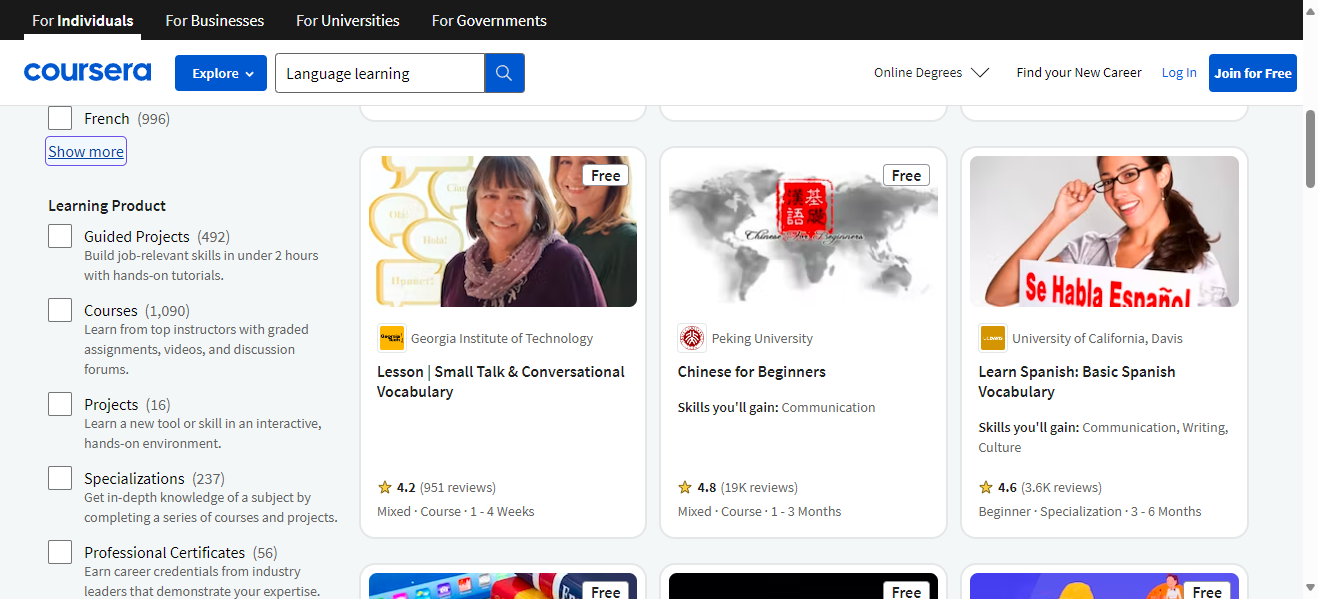 For Individuals
For Businesses
For Universities
For Governments
coursera
Explore
Language learning
Online Degrees
Find your New Career
Log In
Join for Free
French (996)
Show more
Learning Product
Guided Projects (492)
Build job-relevant skills in under 2 hours
with hands-on tutorials.
Courses (1,090)
Learn from top instructors with graded
assignments, videos, and discussion
forums.
Projects (16)
Learn a new tool or skill in an interactive,
hands-on environment.
Specializations (237)
Get in-depth knowledge of a subject by
completing a series of courses and projects.
Professional Certificates (56)
Earn career credentials from industry
leaders that demonstrate your expertise.
Free
Olá!
Hola!
Georgia Institute of Technology
Lesson | Small Talk & Conversational
Vocabulary
4.2 (951 reviews)
Mixed · Course · 1 - 4 Weeks
Free
漢基
語礎
Chinese For Beginners
Peking University
Chinese for Beginners
Skills you'll gain: Communication
4.8 (19K reviews)
Mixed · Course · 1 - 3 Months
Se Habla Español
University of California, Davis
Learn Spanish: Basic Spanish
Vocabulary
Skills you'll gain: Communication, Writing,
Culture
4.6 (3.6K reviews)
Beginner · Specialization · 3 - 6 Months
Free
Free
Free